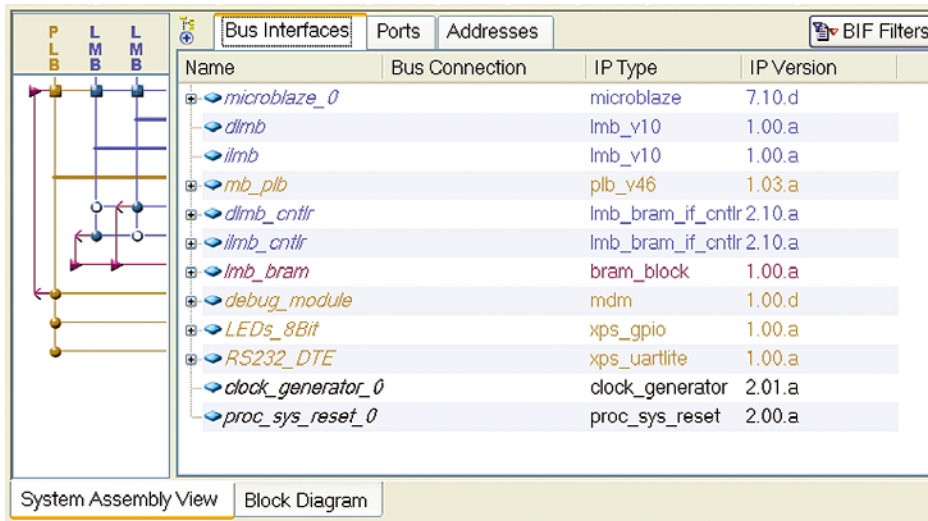 PLB LMB LMB
Bus Interfaces Ports Addresses BIF Filters
Name Bus Connection IP Type IP Version
microblaze_0 microblaze 7.10.d
dlmb lmb_v10 1.00.a
ilmb lmb_v10 1.00.a
mb_plb plb_v46 1.03.a
dlmb_cntlr lmb_bram_if_cntlr 2.10.a
ilmb_cntlr lmb_bram_if_cntlr 2.10.a
lmb_bram bram_block 1.00.a
debug_module mdm 1.00.d
LEDs_8Bit xps_gpio 1.00.a
RS232_DTE xps_uartlite 1.00.a
clock_generator_0 clock_generator 2.01.a
proc_sys_reset_0 proc_sys_reset 2.00.a
System Assembly View Block Diagram